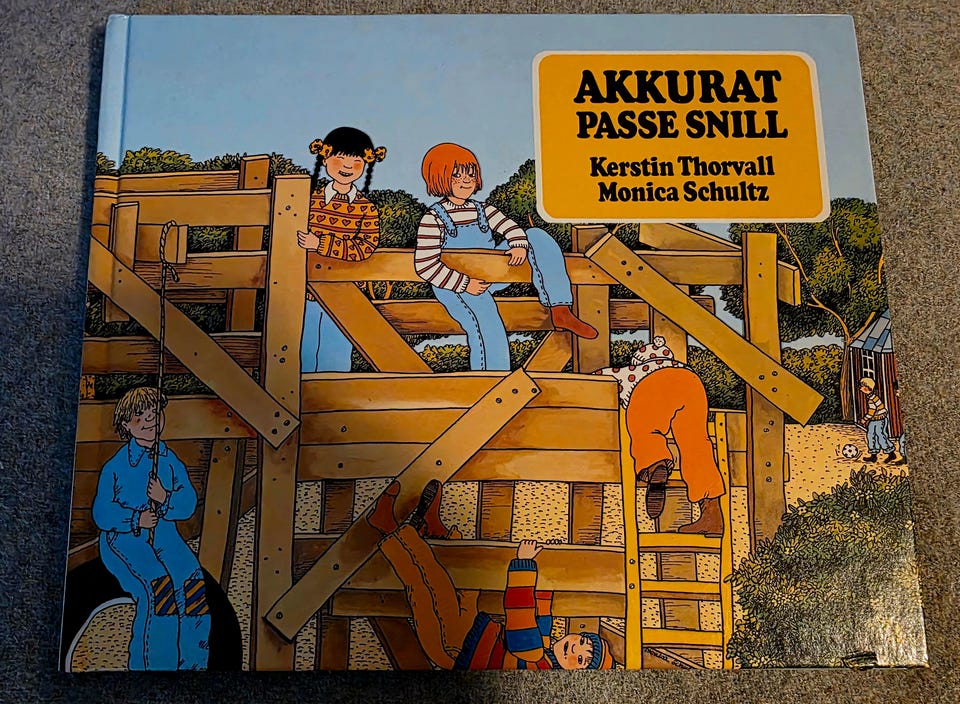 AKKURAT
PASSE SNILL
Kerstin Thorvall
Monica Schultz